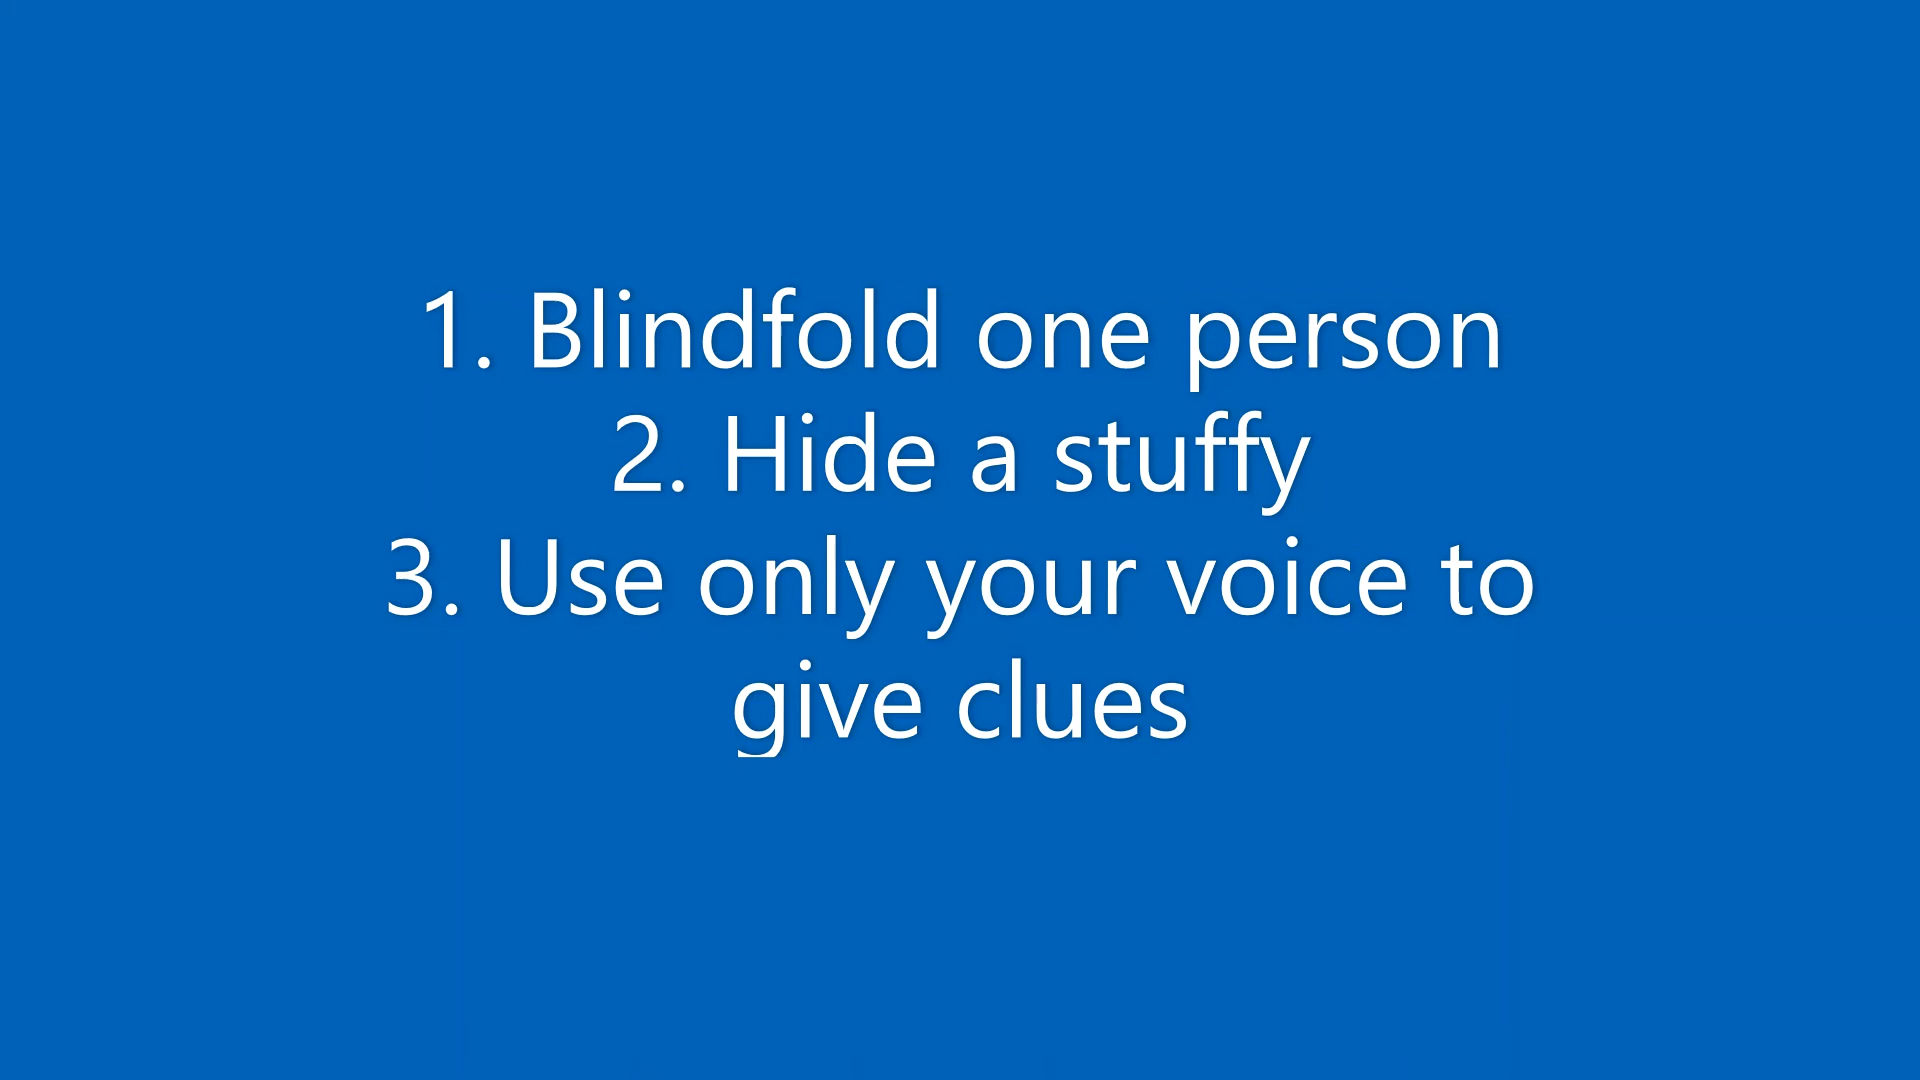 1. Blindfold one person
2. Hide a stuffy
3. Use only your voice to
give clues